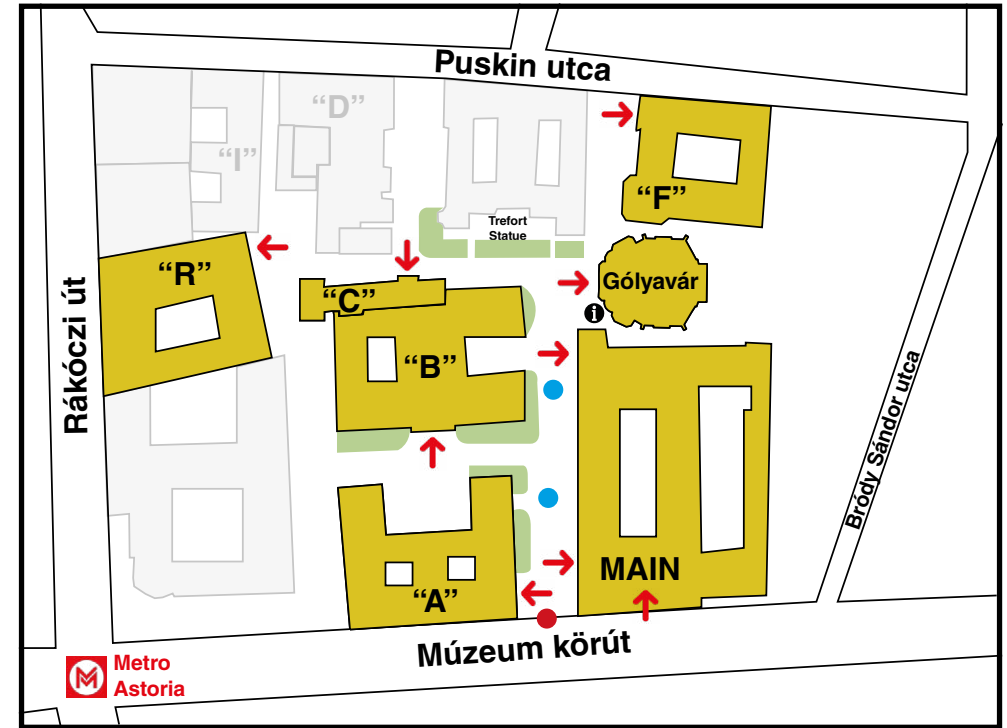 Puskin utca
“D”
“I”
“F”
Trefort
Statue
“R”
Gólyavár
“C”
i
“B”
Rákóczi út
Bródy Sándor utca
MAIN
“A”
Múzeum körút
M
Metro
Astoria